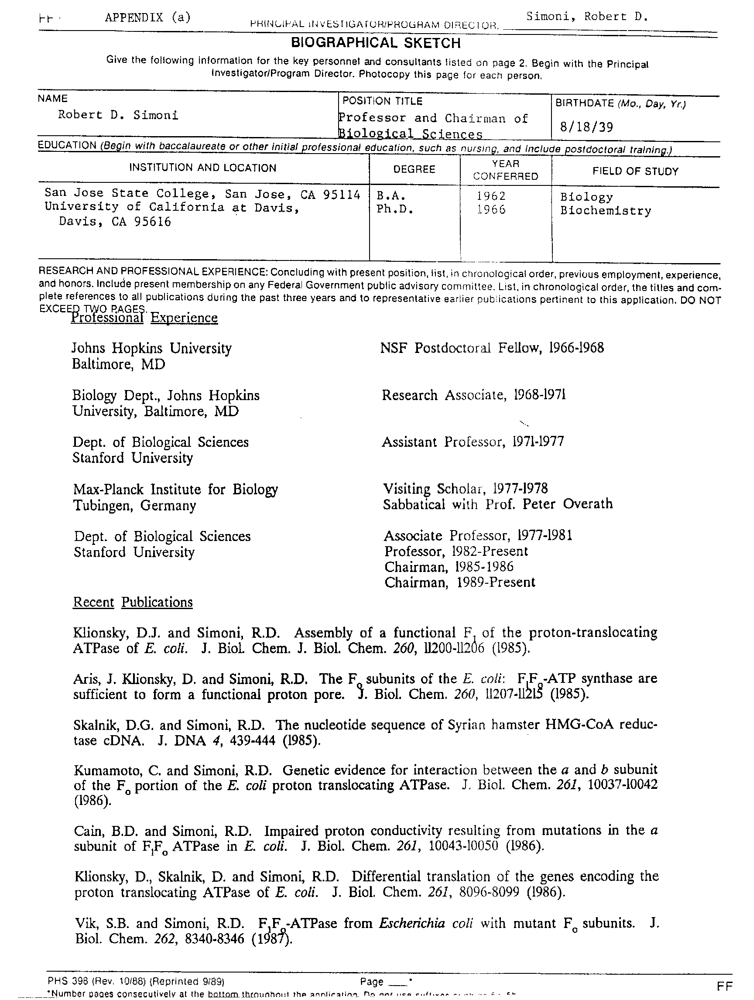 FF · APPENDIX (a) PRINCIPAL INVESTIGATOR/PROGRAM DIRECTOR. Simoni, Robert D.
BIOGRAPHICAL SKETCH
Give the following information for the key personnel and consultants listed on page 2. Begin with the Principal
Investigator/Program Director. Photocopy this page for each person.
NAME POSITION TITLE BIRTHDATE (Mo., Day, Yr.)
Robert D. Simoni Professor and Chairman of
Biological Sciences 8/18/39
EDUCATION (Begin with baccalaureate or other initial professional education, such as nursing, and include postdoctoral training.)
INSTITUTION AND LOCATION DEGREE YEAR CONFERRED FIELD OF STUDY
San Jose State College, San Jose, CA 95114 B.A. 1962 Biology
University of California at Davis, Ph.D. 1966 Biochemistry
Davis, CA 95616
RESEARCH AND PROFESSIONAL EXPERIENCE: Concluding with present position, list, in chronological order, previous employment, experience,
and honors. Include present membership on any Federal Government public advisory committee. List, in chronological order, the titles and com-
plete references to all publications during the past three years and to representative earlier publications pertinent to this application. DO NOT
EXCEED TWO PAGES.
Professional Experience
Johns Hopkins University NSF Postdoctoral Fellow, 1966-1968
Baltimore, MD
Biology Dept., Johns Hopkins Research Associate, 1968-1971
University, Baltimore, MD
Dept. of Biological Sciences Assistant Professor, 1971-1977
Stanford University
Max-Planck Institute for Biology Visiting Scholar, 1977-1978
Tubingen, Germany Sabbatical with Prof. Peter Overath
Dept. of Biological Sciences Associate Professor, 1977-1981
Stanford University Professor, 1982-Present
Chairman, 1985-1986
Chairman, 1989-Present
Recent Publications
Klionsky, D.J. and Simoni, R.D. Assembly of a functional F1 of the proton-translocating
ATPase of E. coli. J. Biol. Chem. J. Biol. Chem. 260, 11200-11206 (1985).
Aris, J. Klionsky, D. and Simoni, R.D. The Fo subunits of the E. coli: F1Fo-ATP synthase are
sufficient to form a functional proton pore. J. Biol. Chem. 260, 11207-11215 (1985).
Skalnik, D.G. and Simoni, R.D. The nucleotide sequence of Syrian hamster HMG-CoA reduc-
tase cDNA. J. DNA 4, 439-444 (1985).
Kumamoto, C. and Simoni, R.D. Genetic evidence for interaction between the a and b subunit
of the Fo portion of the E. coli proton translocating ATPase. J. Biol. Chem. 261, 10037-10042
(1986).
Cain, B.D. and Simoni, R.D. Impaired proton conductivity resulting from mutations in the a
subunit of F1Fo ATPase in E. coli. J. Biol. Chem. 261, 10043-10050 (1986).
Klionsky, D., Skalnik, D. and Simoni, R.D. Differential translation of the genes encoding the
proton translocating ATPase of E. coli. J. Biol. Chem. 261, 8096-8099 (1986).
Vik, S.B. and Simoni, R.D. F1Fo-ATPase from Escherichia coli with mutant Fo subunits. J.
Biol. Chem. 262, 8340-8346 (1987).
PHS 398 (Rev. 10/88) (Reprinted 9/89) Page ___* FF
*Number pages consecutively at the bottom throughout the application. Do not use suffixes such as